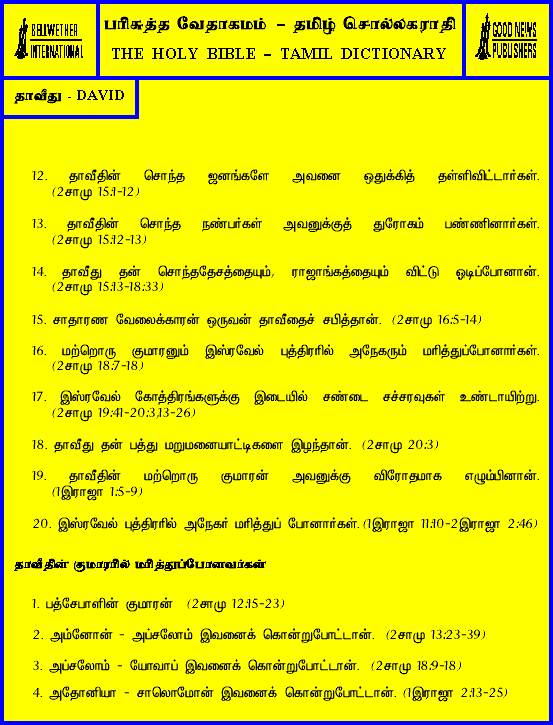 BELLWETHER
INTERNATIONAL
பரிசுத்த வேதாகமம் – தமிழ் சொல்லகராதி
THE HOLY BIBLE – TAMIL DICTIONARY
GOOD NEWS
PUBLISHERS
தாவீது - DAVID
12. தாவீதின் சொந்த ஜனங்களே அவனை ஒதுக்கித் தள்ளிவிட்டார்கள்.
(2சாமு 15:1-12)
13. தாவீதின் சொந்த நண்பர்கள் அவனுக்குத் துரோகம் பண்ணினார்கள்.
(2சாமு 15:12-13)
14. தாவீது தன் சொந்ததேசத்தையும், ராஜாங்கத்தையும் விட்டு ஓடிப்போனான்.
(2சாமு 15:13-18:33)
15. சாதாரண வேலைக்காரன் ஒருவன் தாவீதைச் சபித்தான். (2சாமு 16:5-14)
16. மற்றொரு குமாரனும் இஸ்ரவேல் புத்திரரில் அநேகரும் மரித்துப்போனார்கள்.
(2சாமு 18:7-18)
17. இஸ்ரவேல் கோத்திரங்களுக்கு இடையில் சண்டை சச்சரவுகள் உண்டாயிற்று.
(2சாமு 19:41-20:3,13-26)
18. தாவீது தன் பத்து மறுமனையாட்டிகளை இழந்தான். (2சாமு 20:3)
19. தாவீதின் மற்றொரு குமாரன் அவனுக்கு விரோதமாக எழும்பினான்.
(1இராஜா 1:5-9)
20. இஸ்ரவேல் புத்திரரில் அநேகர் மரித்துப் போனார்கள். (1இராஜா 11:10-2இராஜா 2:46)
தாவீதின் குமாரரில் மரித்துப்போனவர்கள்
1. பத்சேபாளின் குமாரன் (2சாமு 12:15-23)
2. அம்னோன் - அப்சலோம் இவனைக் கொன்றுபோட்டான். (2சாமு 13:23-39)
3. அப்சலோம் - யோவாப் இவனைக் கொன்றுபோட்டான். (2சாமு 18:9-18)
4. அதோனியா - சாலொமோன் இவனைக் கொன்றுபோட்டான். (1இராஜா 2:13-25)